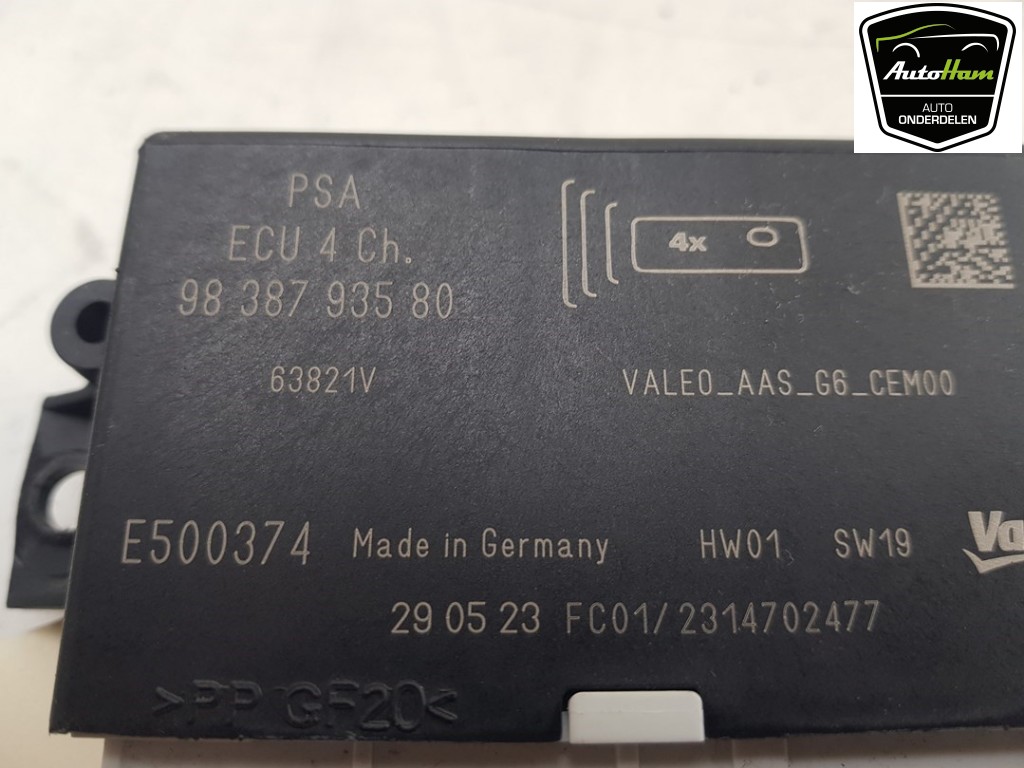 AutoHam
AUTO
ONDERDELEN
PSA
ECU 4 Ch.
98 387 935 80
4x
63821V
VALEO_AAS_G6_CEM00
E500374 Made in Germany HW01 SW19
29 05 23 FC01/2314702477
>PP GF20<